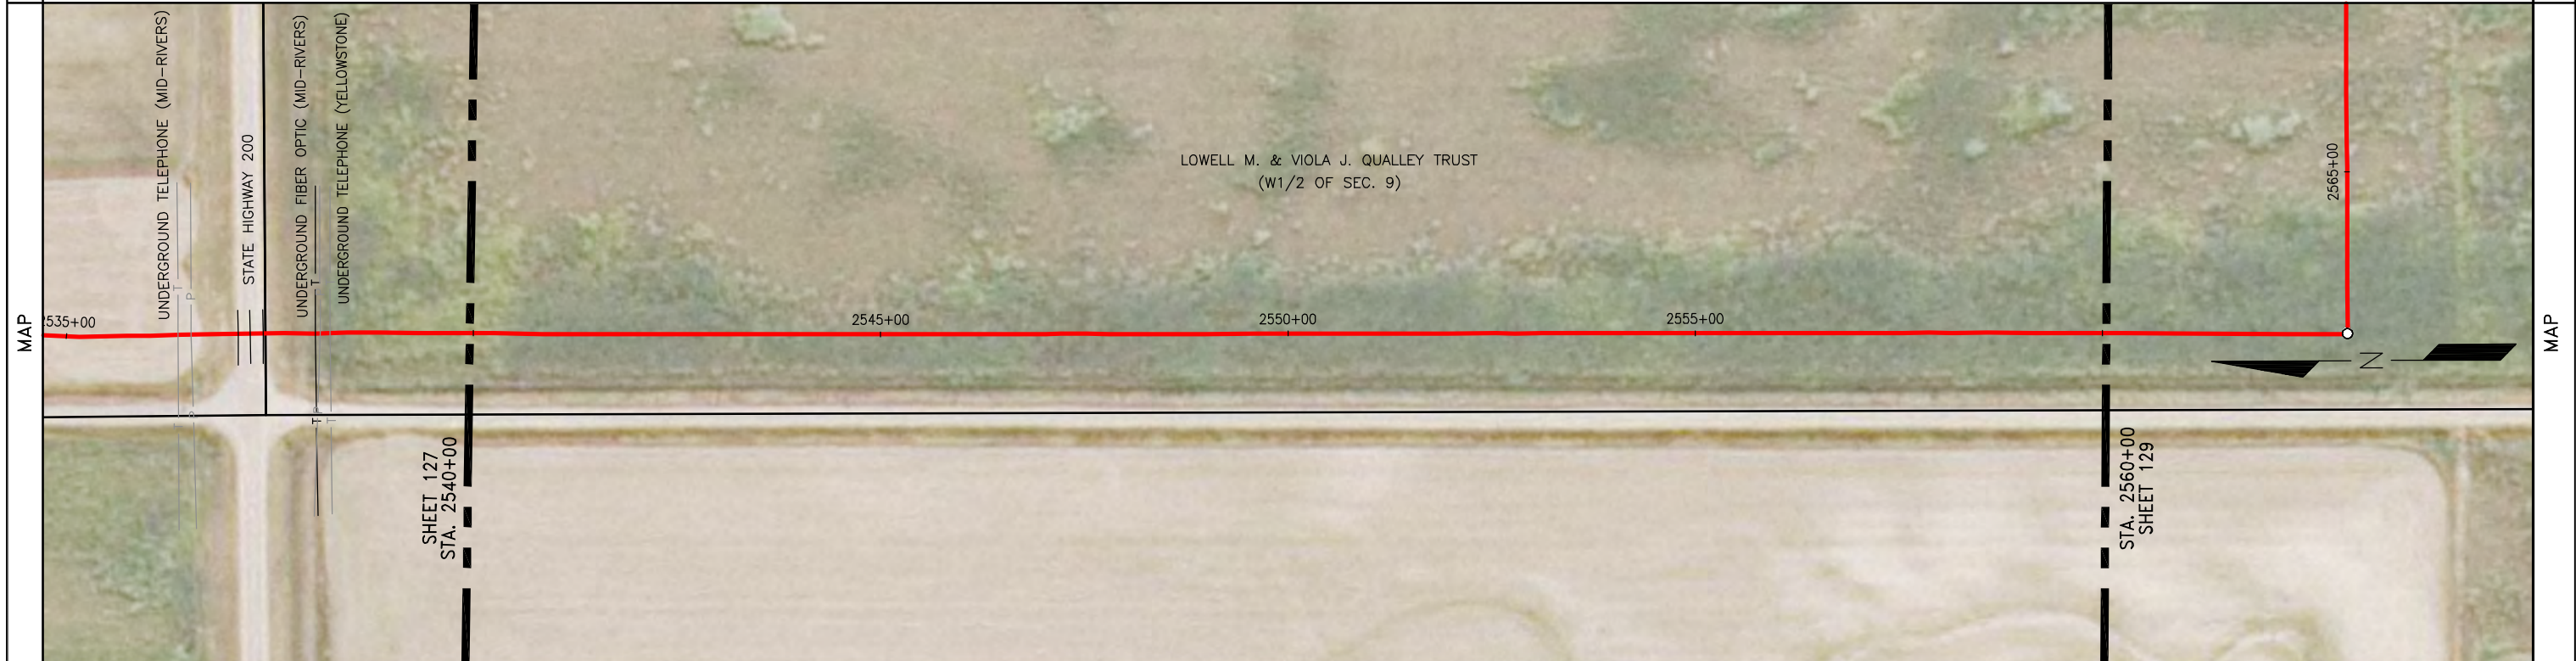 UNDERGROUND TELEPHONE (MID-RIVERS)
STATE HIGHWAY 200
UNDERGROUND FIBER OPTIC (MID-RIVERS)
UNDERGROUND TELEPHONE (YELLOWSTONE)
LOWELL M. & VIOLA J. QUALLEY TRUST
(W1/2 OF SEC. 9)
2565+00
MAP
2535+00
2545+00
2550+00
2555+00
MAP
N
T
P
T
T
P
T
P
T
T
SHEET 127
STA. 2540+00
STA. 2560+00
SHEET 129